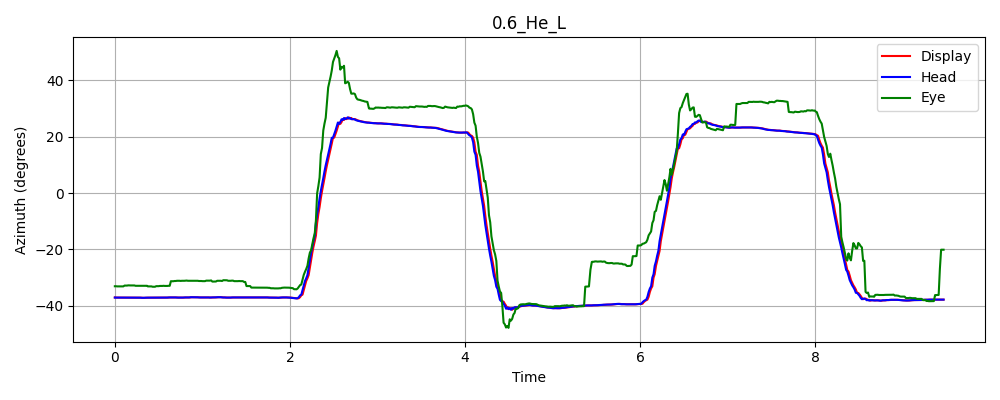 0.6_He_L
Display
Head
Eye
Azimuth (degrees)
40
20
0
−20
−40
0 2 4 6 8
Time